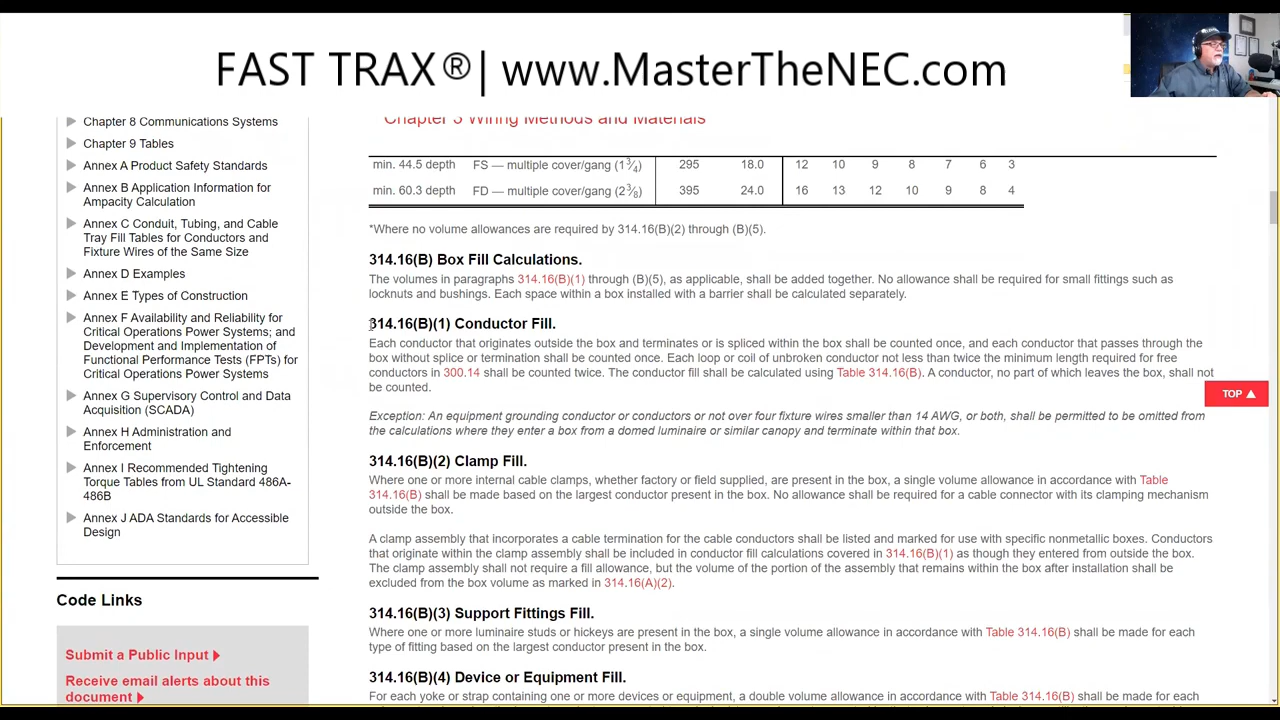 FAST TRAX®| www.MasterTheNEC.com
Chapter 8 Communications Systems
Chapter 9 Tables
Annex A Product Safety Standards
Annex B Application Information for
Ampacity Calculation
Annex C Conduit, Tubing, and Cable
Tray Fill Tables for Conductors and
Fixture Wires of the Same Size
Annex D Examples
Annex E Types of Construction
Annex F Availability and Reliability for
Critical Operations Power Systems; and
Development and Implementation of
Functional Performance Tests (FPTs) for
Critical Operations Power Systems
Annex G Supervisory Control and Data
Acquisition (SCADA)
Annex H Administration and
Enforcement
Annex I Recommended Tightening
Torque Tables from UL Standard 486A-
486B
Annex J ADA Standards for Accessible
Design
Code Links
Submit a Public Input
Receive email alerts about this
document
Chapter 3 Wiring Methods and Materials
min. 44.5 depth FS — multiple cover/gang (1 3/4) 295 18.0 12 10 9 8 7 6 3
min. 60.3 depth FD — multiple cover/gang (2 3/8) 395 24.0 16 13 12 10 9 8 4
*Where no volume allowances are required by 314.16(B)(2) through (B)(5).
314.16(B) Box Fill Calculations.
The volumes in paragraphs 314.16(B)(1) through (B)(5), as applicable, shall be added together. No allowance shall be required for small fittings such as
locknuts and bushings. Each space within a box installed with a barrier shall be calculated separately.
314.16(B)(1) Conductor Fill.
Each conductor that originates outside the box and terminates or is spliced within the box shall be counted once, and each conductor that passes through the
box without splice or termination shall be counted once. Each loop or coil of unbroken conductor not less than twice the minimum length required for free
conductors in 300.14 shall be counted twice. The conductor fill shall be calculated using Table 314.16(B). A conductor, no part of which leaves the box, shall not
be counted.
Exception: An equipment grounding conductor or conductors or not over four fixture wires smaller than 14 AWG, or both, shall be permitted to be omitted from
the calculations where they enter a box from a domed luminaire or similar canopy and terminate within that box.
314.16(B)(2) Clamp Fill.
Where one or more internal cable clamps, whether factory or field supplied, are present in the box, a single volume allowance in accordance with Table
314.16(B) shall be made based on the largest conductor present in the box. No allowance shall be required for a cable connector with its clamping mechanism
outside the box.
A clamp assembly that incorporates a cable termination for the cable conductors shall be listed and marked for use with specific nonmetallic boxes. Conductors
that originate within the clamp assembly shall be included in conductor fill calculations covered in 314.16(B)(1) as though they entered from outside the box.
The clamp assembly shall not require a fill allowance, but the volume of the portion of the assembly that remains within the box after installation shall be
excluded from the box volume as marked in 314.16(A)(2).
314.16(B)(3) Support Fittings Fill.
Where one or more luminaire studs or hickeys are present in the box, a single volume allowance in accordance with Table 314.16(B) shall be made for each
type of fitting based on the largest conductor present in the box.
314.16(B)(4) Device or Equipment Fill.
For each yoke or strap containing one or more devices or equipment, a double volume allowance in accordance with Table 314.16(B) shall be made for each
TOP